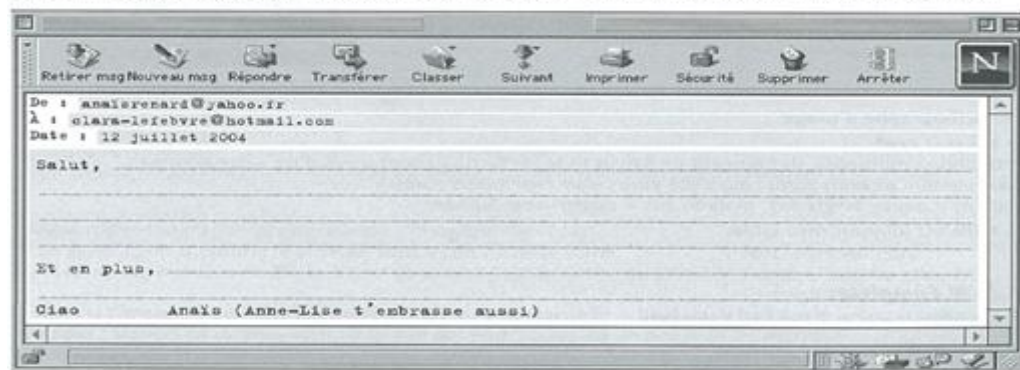 Retirer msg Nouveau msg Répondre Transférer Classer Suivant Imprimer Sécurité Supprimer Arrêter
N
De : anaïsrenard@yahoo.fr
À : clara-lefebvre@hotmail.com
Date : 12 juillet 2004
Salut,
Et en plus,
Ciao Anaïs (Anne-Lise t'embrasse aussi)